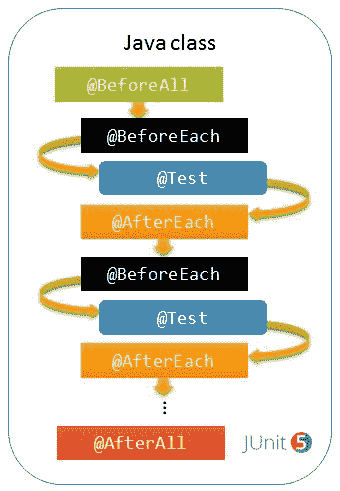 Java class
@BeforeAll
@BeforeEach
@Test
@AfterEach
@BeforeEach
@Test
@AfterEach
⋮
@AfterAll
JUnit 5